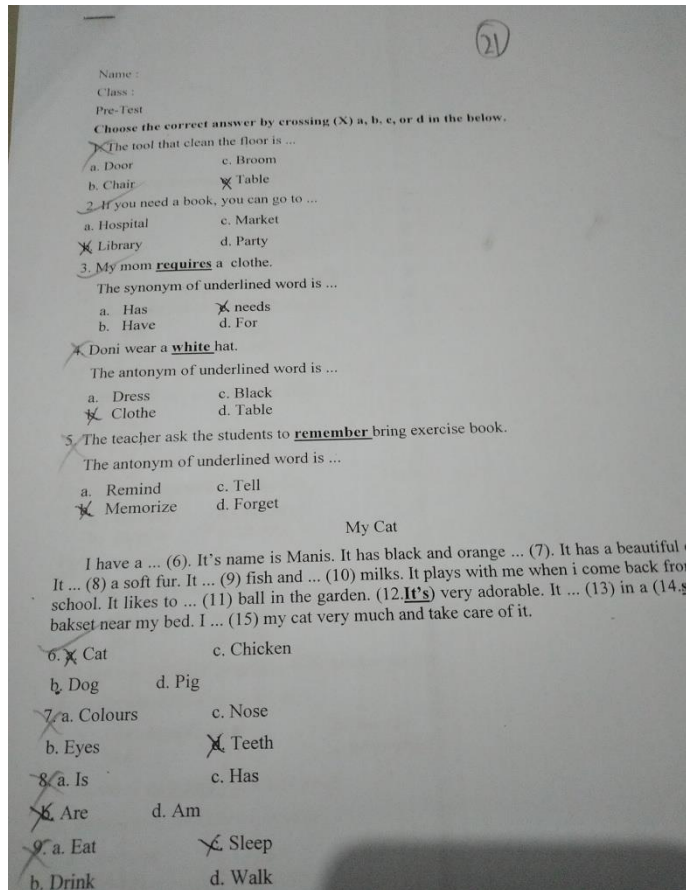 21
Name :
Class :
Pre-Test
Choose the correct answer by crossing (X) a, b, c, or d in the below.
1. The tool that clean the floor is ...
a. Door c. Broom
b. Chair d. Table
2. If you need a book, you can go to ...
a. Hospital c. Market
b. Library d. Party
3. My mom requires a clothe.
The synonym of underlined word is ...
a. Has c. needs
b. Have d. For
4. Doni wear a white hat.
The antonym of underlined word is ...
a. Dress c. Black
b. Clothe d. Table
5. The teacher ask the students to remember bring exercise book.
The antonym of underlined word is ...
a. Remind c. Tell
b. Memorize d. Forget
My Cat
I have a ... (6). It's name is Manis. It has black and orange ... (7). It has a beautiful
It ... (8) a soft fur. It ... (9) fish and ... (10) milks. It plays with me when i come back
school. It likes to ... (11) ball in the garden. (12.It's) very adorable. It ... (13) in a (14.
bakset near my bed. I ... (15) my cat very much and take care of it.
6. a. Cat c. Chicken
b. Dog d. Pig
7. a. Colours c. Nose
b. Eyes d. Teeth
8. a. Is c. Has
b. Are d. Am
9. a. Eat c. Sleep
b. Drink d. Walk